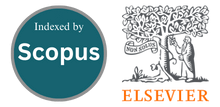 Indexed by
Scopus
NON SOLUS
ELSEVIER